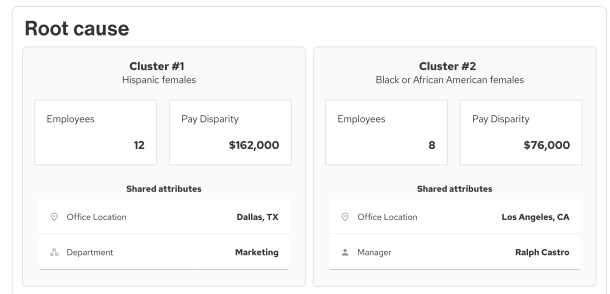 Root cause
Cluster #1
Hispanic females
Employees
12
Pay Disparity
$162,000
Shared attributes
Office Location Dallas, TX
Department Marketing
Cluster #2
Black or African American females
Employees
8
Pay Disparity
$76,000
Shared attributes
Office Location Los Angeles, CA
Manager Ralph Castro